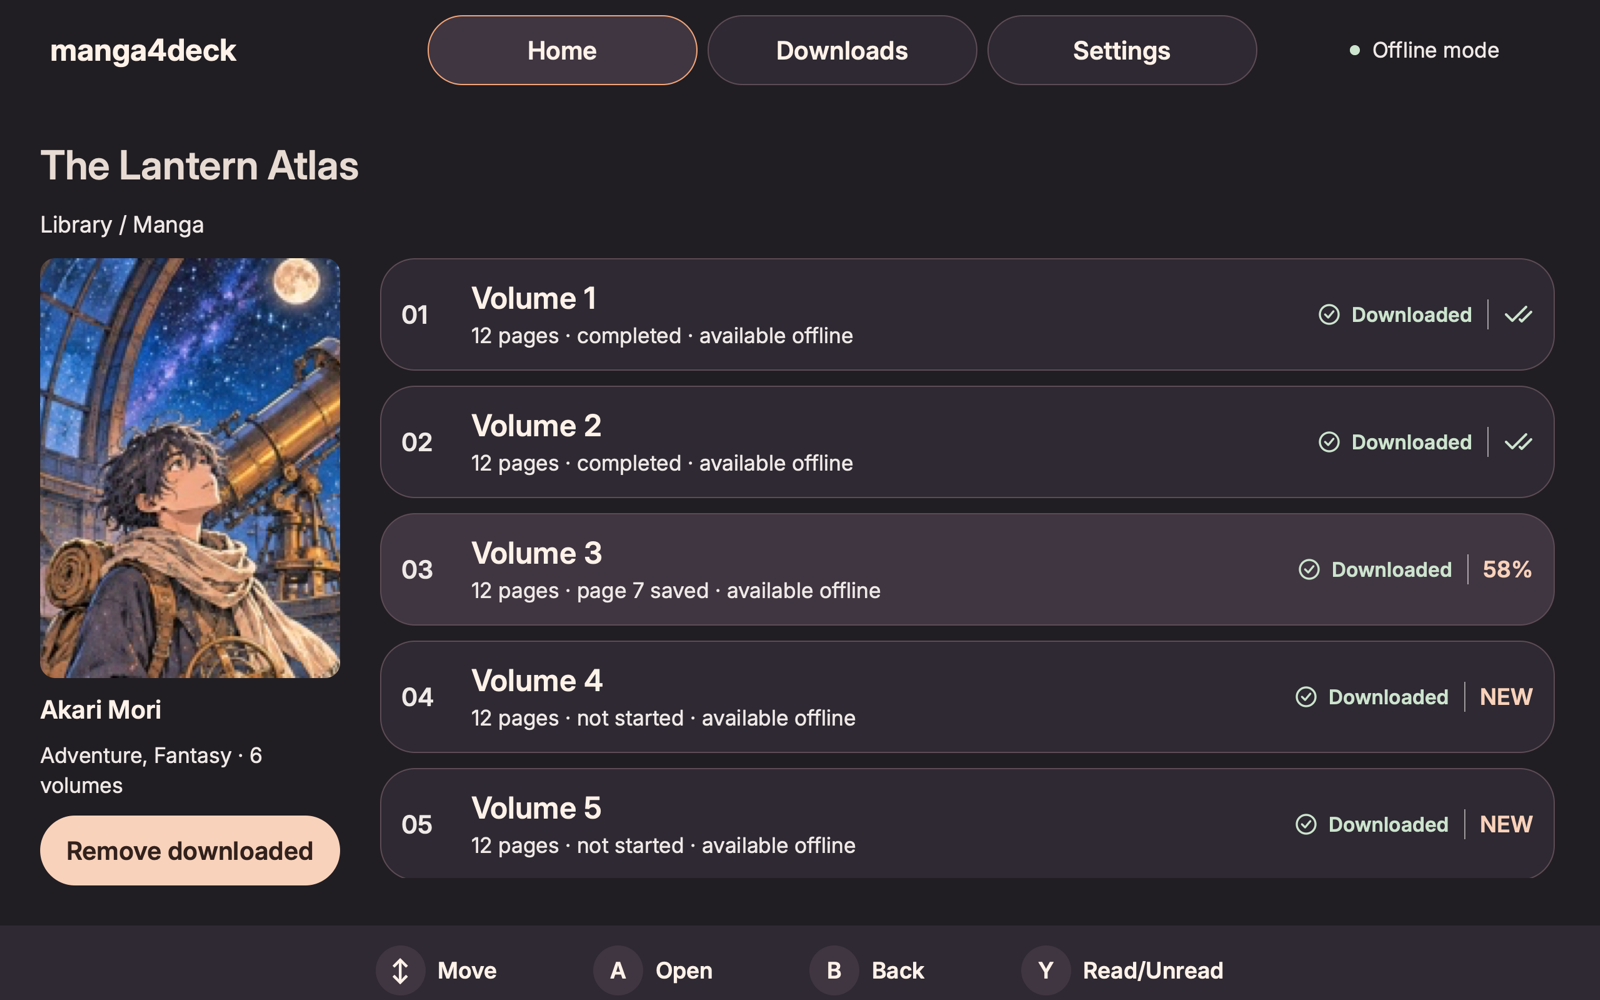 manga4deck
Home
Downloads
Settings
Offline mode
The Lantern Atlas
Library / Manga
Akari Mori
Adventure, Fantasy · 6
volumes
Remove downloaded
01
Volume 1
12 pages · completed · available offline
Downloaded
02
Volume 2
12 pages · completed · available offline
Downloaded
03
Volume 3
12 pages · page 7 saved · available offline
Downloaded
58%
04
Volume 4
12 pages · not started · available offline
Downloaded
NEW
05
Volume 5
12 pages · not started · available offline
Downloaded
NEW
Move
A
Open
B
Back
Y
Read/Unread